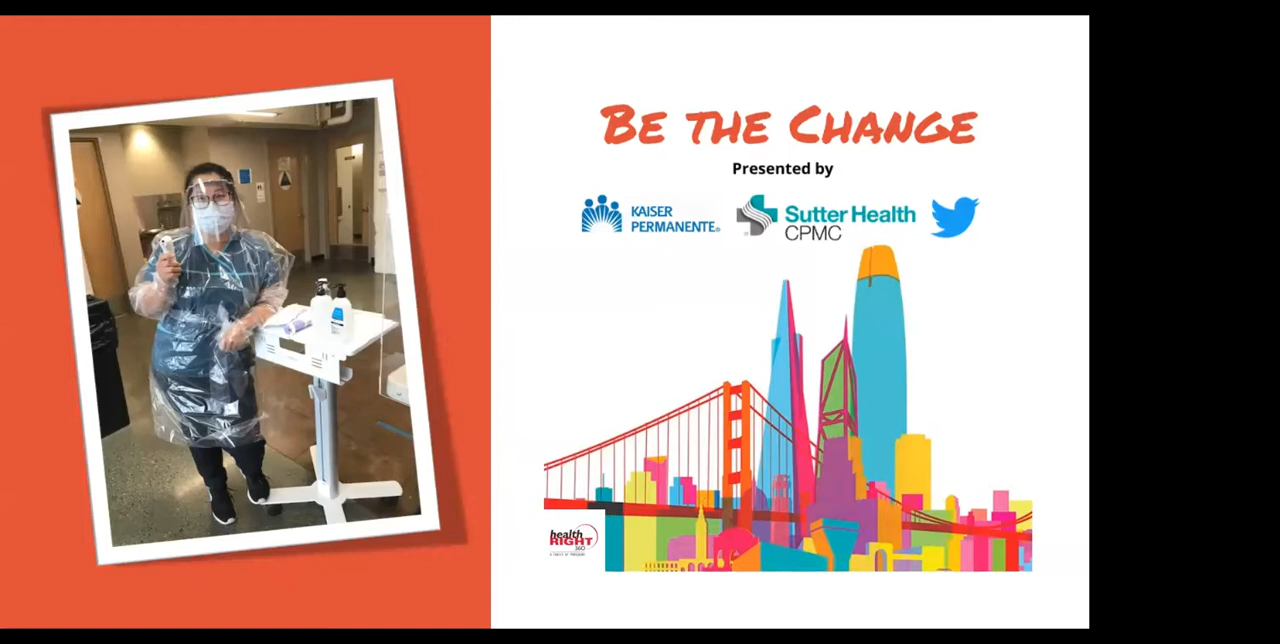 BE THE CHANGE
Presented by
KAISER
PERMANENTE®
Sutter Health
CPMC
health
RIGHT
360